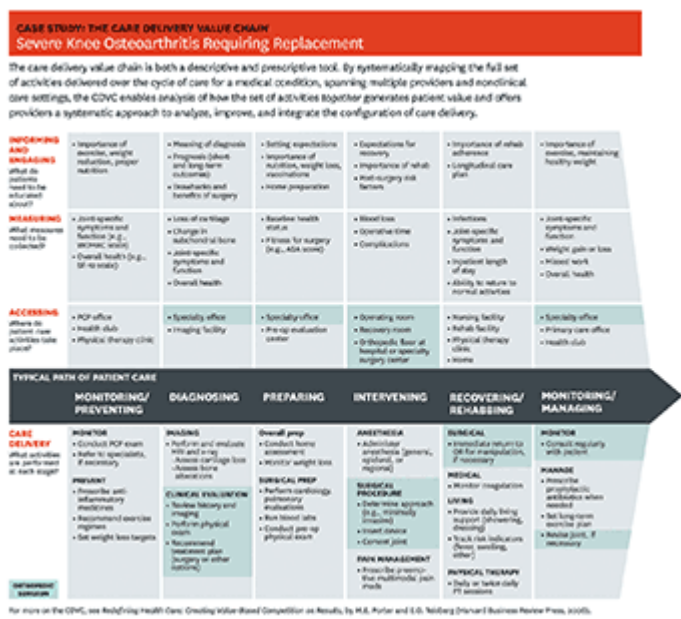 CASE STUDY: THE CARE DELIVERY VALUE CHAIN
Severe Knee Osteoarthritis Requiring Replacement
The care delivery value chain is both a descriptive and prescriptive tool. By systematically mapping the full set
of activities delivered over the cycle of care for a medical condition, spanning multiple providers and nonclinical
care settings, the CDVC enables analysis of how the set of activities together generates patient value and offers
providers a systematic approach to analyze, improve, and integrate the configuration of care delivery.
INFORMING
AND
ENGAGING
What do
patients
need to be
educated
about?
• Importance of
exercise, weight
reduction, proper
nutrition
• Meaning of diagnosis
• Prognosis (short-
and long-term
outcomes)
• Drawbacks and
benefits of surgery
• Setting expectations
• Importance of
nutrition, weight loss,
vaccinations
• Home preparation
• Expectations for
recovery
• Importance of rehab
• Post-surgery risk
factors
• Importance of rehab
adherence
• Longitudinal care
plan
• Importance of
exercise, maintaining
healthy weight
MEASURING
What measures
need to be
collected?
• Joint-specific
symptoms and
function (e.g.,
WOMAC scale)
• Overall health (e.g.,
SF-12 scale)
• Loss of cartilage
• Change in
subchondral bone
• Joint-specific
symptoms and
function
• Overall health
• Baseline health
status
• Fitness for surgery
(e.g., ASA score)
• Blood loss
• Operative time
• Complications
• Infections
• Joint-specific
symptoms and
function
• Inpatient length
of stay
• Ability to return to
normal activities
• Joint-specific
symptoms and
function
• Weight gain or loss
• Missed work
• Overall health
ACCESSING
Where do
patient care
activities take
place?
• PCP office
• Health club
• Physical therapy clinic
• Specialty office
• Imaging facility
• Specialty office
• Pre-op evaluation
center
• Operating room
• Recovery room
• Orthopedic floor at
hospital or specialty
surgery center
• Nursing facility
• Rehab facility
• Physical therapy
clinic
• Home
• Specialty office
• Primary care office
• Health club
TYPICAL PATH OF PATIENT CARE
MONITORING/
PREVENTING
DIAGNOSING
PREPARING
INTERVENING
RECOVERING/
REHABBING
MONITORING/
MANAGING
CARE
DELIVERY
What activities
are performed
at each stage?
MONITOR
• Conduct PCP exam
• Refer to specialists,
if necessary
PREVENT
• Prescribe anti-
inflammatory
medicines
• Recommend exercise
regimen
• Set weight loss targets
IMAGING
• Perform and evaluate
MRI and x-ray
-Assess cartilage loss
-Assess bone
alterations
CLINICAL EVALUATION
• Review history and
imaging
• Perform physical
exam
• Recommend
treatment plan
(surgery or other
options)
Overall prep
• Conduct home
assessment
• Monitor weight loss
SURGICAL PREP
• Perform cardiology,
pulmonary
evaluations
• Run blood labs
• Conduct pre-op
physical exam
ANESTHESIA
• Administer
anesthesia (general,
epidural, or
regional)
SURGICAL
PROCEDURE
• Determine approach
(e.g., minimally
invasive)
• Insert device
• Cement joint
PAIN MANAGEMENT
• Prescribe preemp-
tive multimodal pain
meds
SURGICAL
• Immediate return to
OR for manipulation,
if necessary
MEDICAL
• Monitor coagulation
LIVING
• Provide daily living
support (showering,
dressing)
• Track risk indicators
(fever, swelling,
other)
PHYSICAL THERAPY
• Daily or twice daily
PT sessions
MONITOR
• Consult regularly
with patient
MANAGE
• Prescribe
prophylactic
antibiotics when
needed
• Set long-term
exercise plan
• Revise joint, if
necessary
ORTHOPEDIC
SURGEON
For more on the CDVC, see Redefining Health Care: Creating Value-Based Competition on Results, by M.E. Porter and E.O. Teisberg (Harvard Business Review Press, 2006).